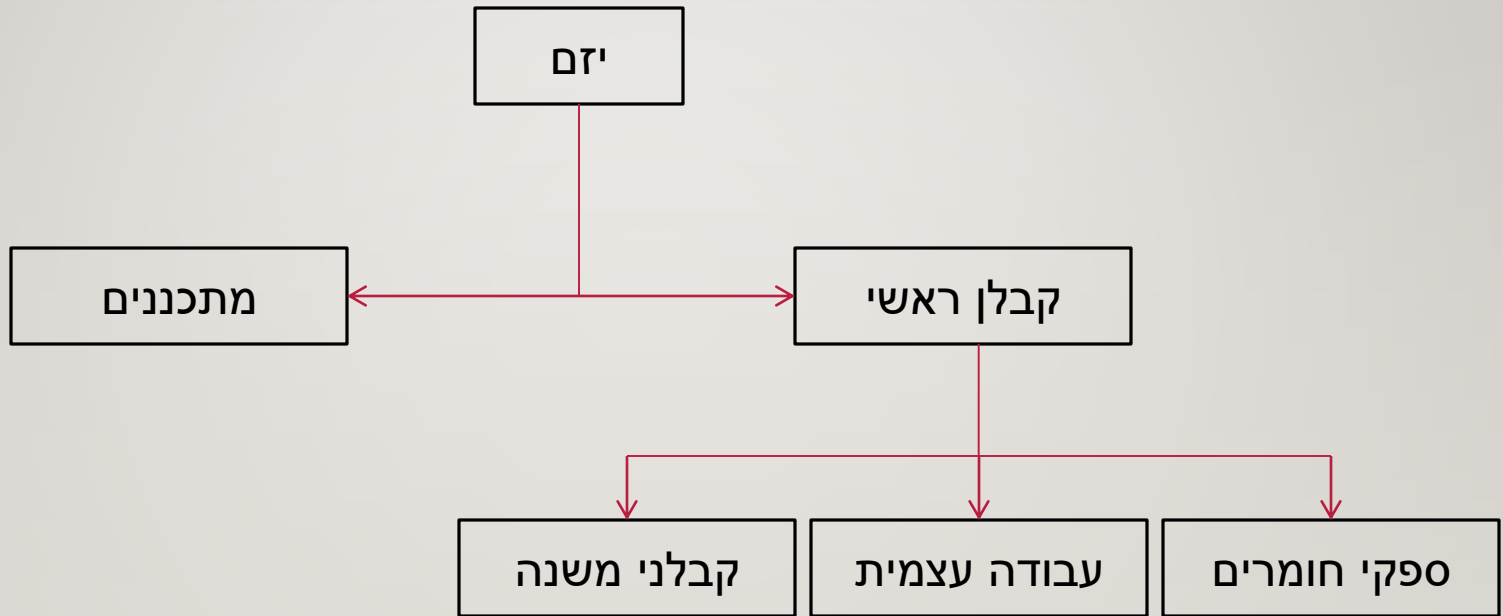 יזם
קבלן ראשי
מתכננים
ספקי חומרים
עבודה עצמית
קבלני משנה